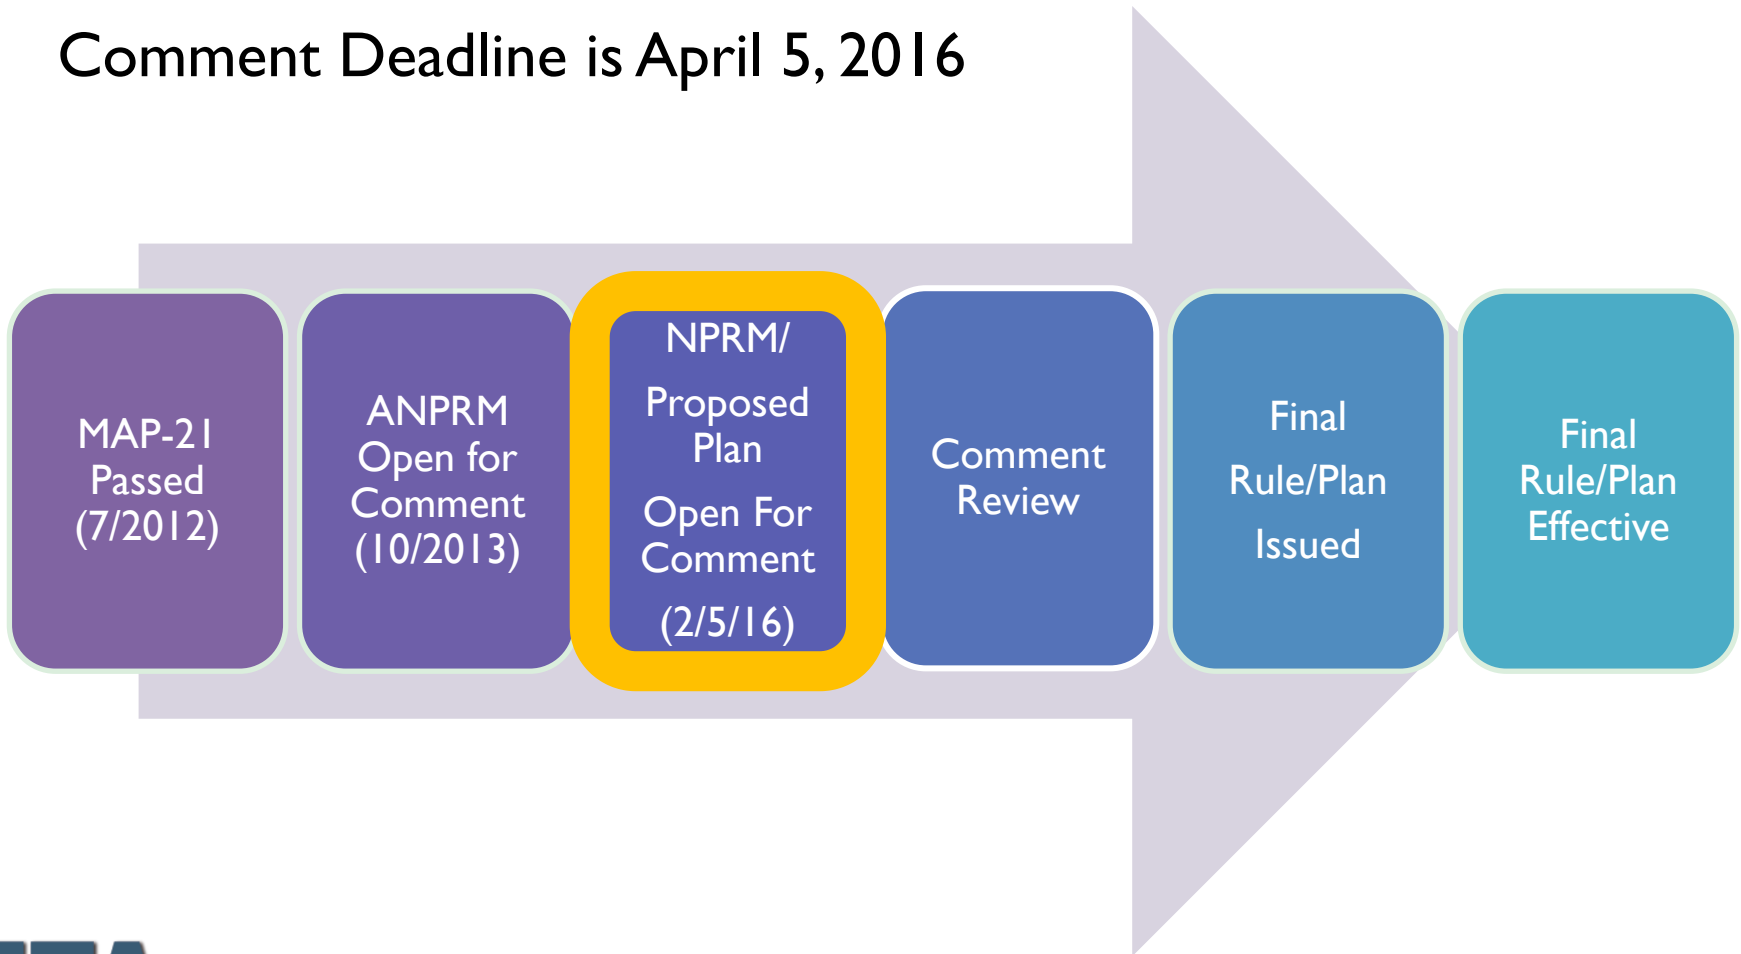 Comment Deadline is April 5, 2016
MAP-21
Passed
(7/2012)
ANPRM
Open for
Comment
(10/2013)
NPRM/
Proposed
Plan
Open For
Comment
(2/5/16)
Comment
Review
Final
Rule/Plan
Issued
Final
Rule/Plan
Effective